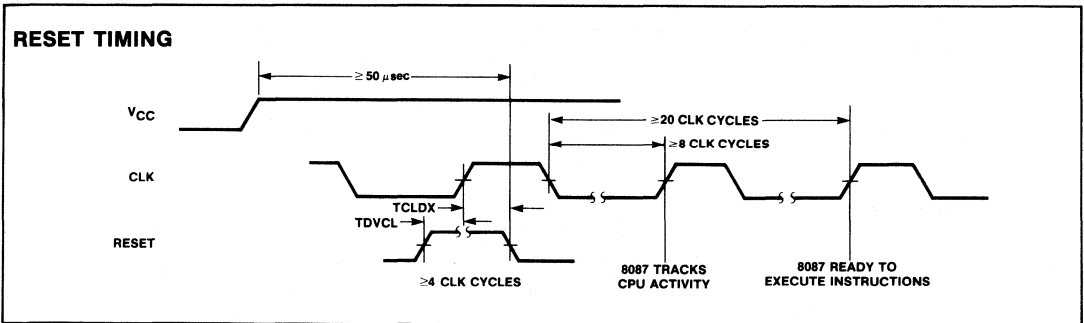 RESET TIMING
≥ 50 μsec
VCC
≥20 CLK CYCLES
≥8 CLK CYCLES
CLK
TCLDX
TDVCL
RESET
≥4 CLK CYCLES
8087 TRACKS
CPU ACTIVITY
8087 READY TO
EXECUTE INSTRUCTIONS